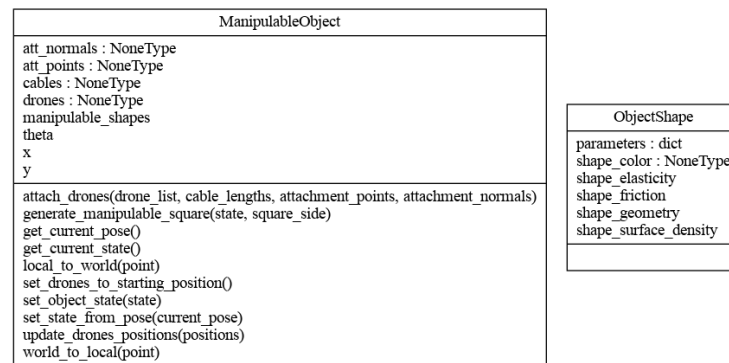 ManipulableObject
att_normals : NoneType
att_points : NoneType
cables : NoneType
drones : NoneType
manipulable_shapes
theta
x
y
attach_drones(drone_list, cable_lengths, attachment_points, attachment_normals)
generate_manipulable_square(state, square_side)
get_current_pose()
get_current_state()
local_to_world(point)
set_drones_to_starting_position()
set_object_state(state)
set_state_from_pose(current_pose)
update_drones_positions(positions)
world_to_local(point)
ObjectShape
parameters : dict
shape_color : NoneType
shape_elasticity
shape_friction
shape_geometry
shape_surface_density